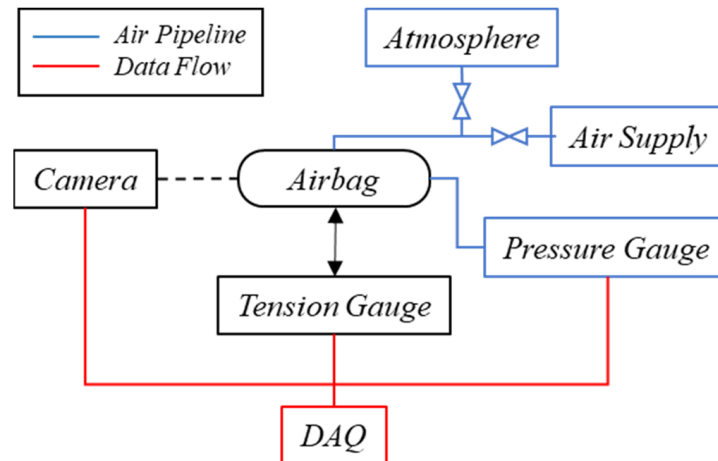 Air Pipeline
Data Flow
Atmosphere
Air Supply
Camera
Airbag
Pressure Gauge
Tension Gauge
DAQ